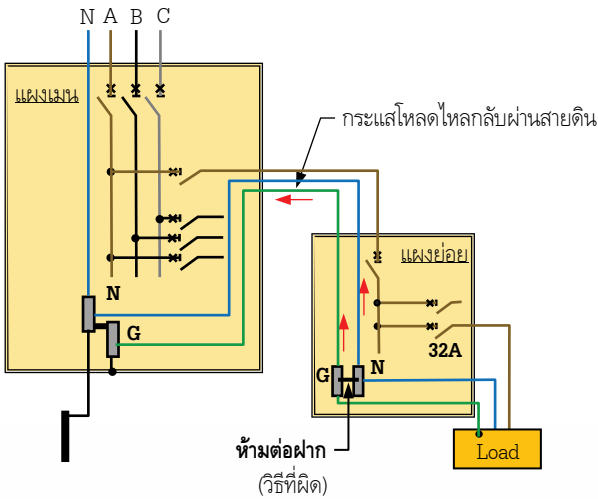 N A B C
แผงเมน
กระแสโหลดไหลกลับผ่านสายดิน
แผงย่อย
N
G
32A
G
N
ห้ามต่อฝาก
(วิธีที่ผิด)
Load